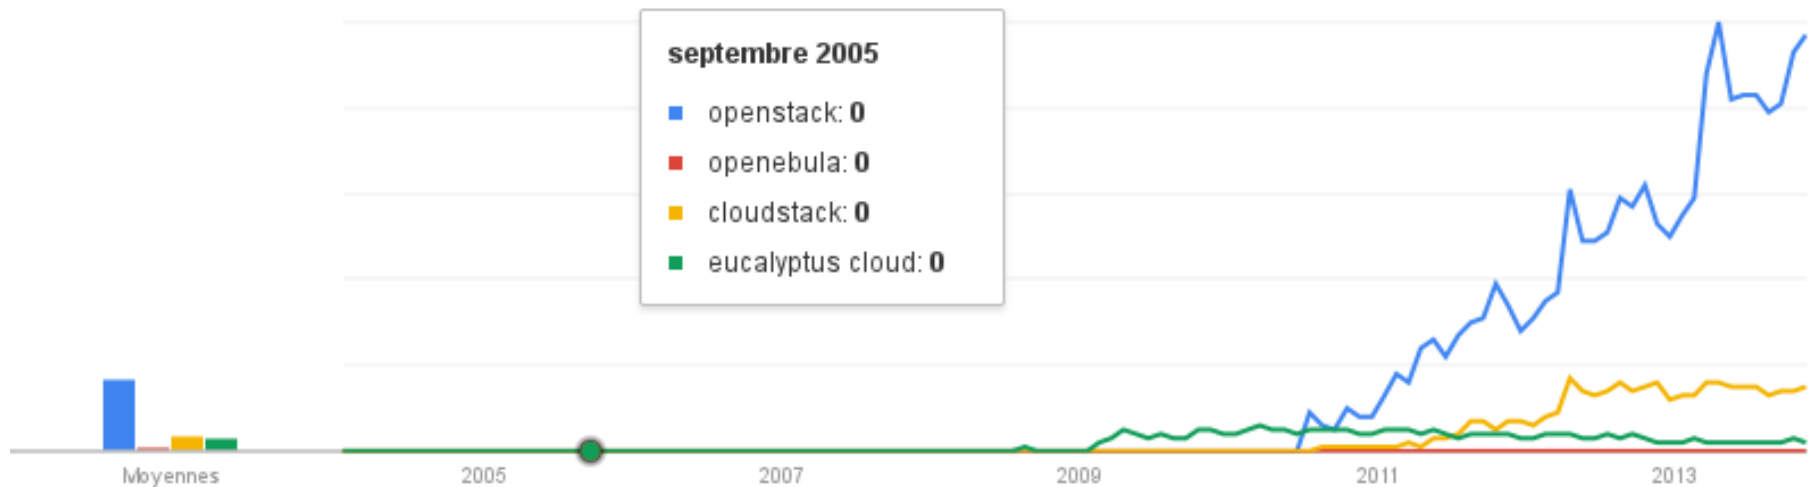 septembre 2005
openstack: 0
openebula: 0
cloudstack: 0
eucalyptus cloud: 0
Moyennes 2005 2007 2009 2011 2013